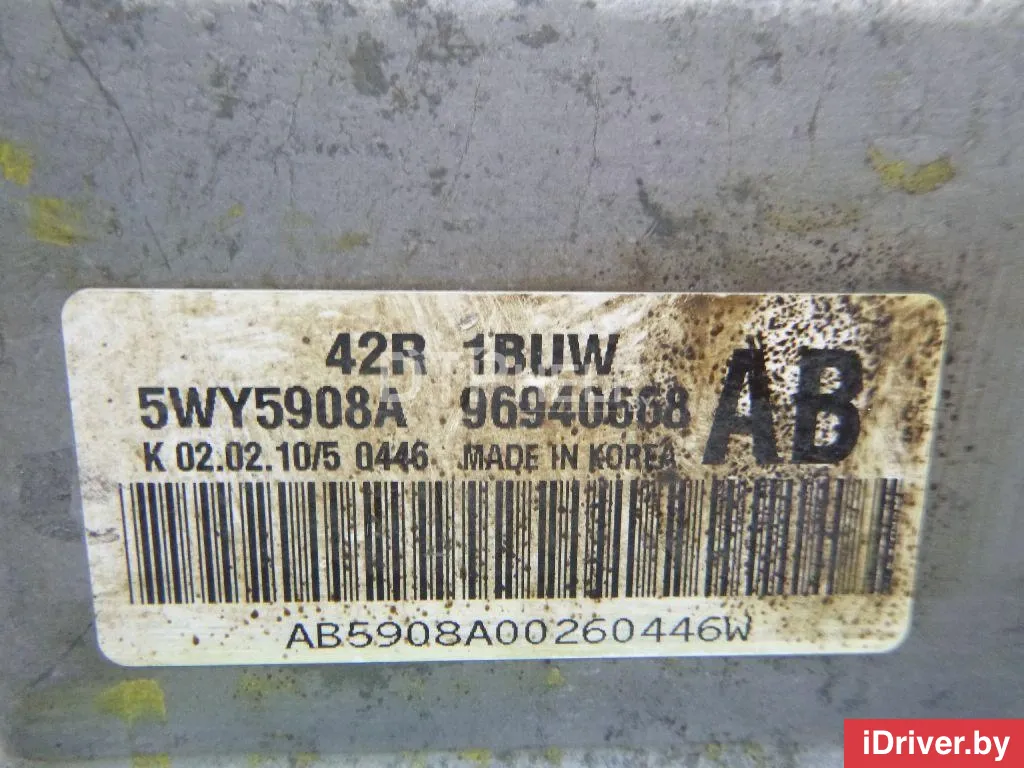 42R 1BUW
5WY5908A 96940668 AB
K 02.02.10/5 0446 MADE IN KOREA
AB5908A00260446W
iDriver.by